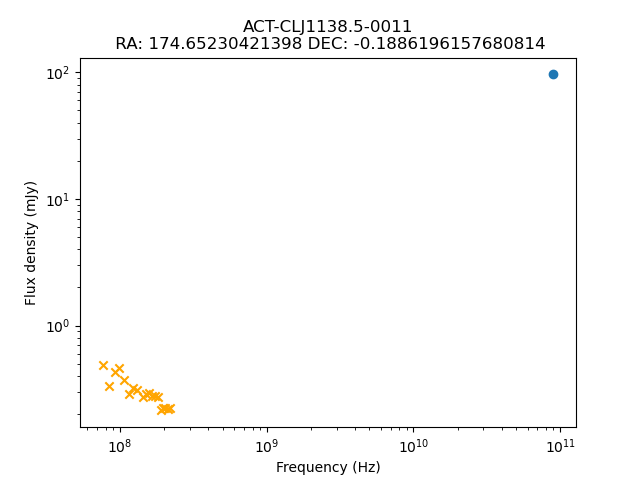 ACT-CLJ1138.5-0011
RA: 174.65230421398 DEC: -0.1886196157680814
Flux density (mJy)
10²
10¹
10⁰
10⁸
10⁹
10¹⁰
10¹¹
Frequency (Hz)